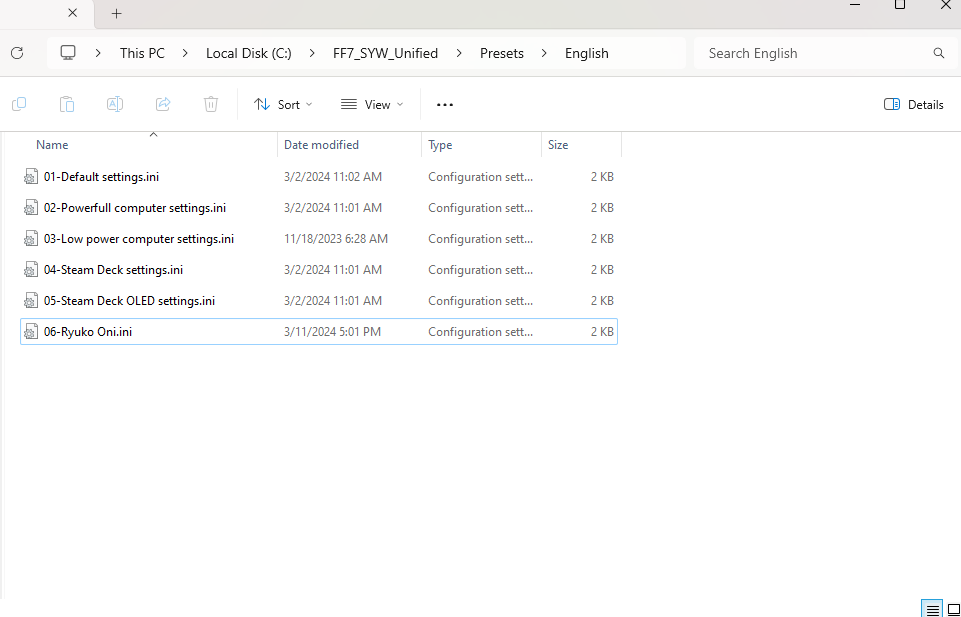 This PC > Local Disk (C:) > FF7_SYW_Unified > Presets > English
Search English
Sort
View
Details
Name Date modified Type Size
01-Default settings.ini 3/2/2024 11:02 AM Configuration sett... 2 KB
02-Powerfull computer settings.ini 3/2/2024 11:01 AM Configuration sett... 2 KB
03-Low power computer settings.ini 11/18/2023 6:28 AM Configuration sett... 2 KB
04-Steam Deck settings.ini 3/2/2024 11:01 AM Configuration sett... 2 KB
05-Steam Deck OLED settings.ini 3/2/2024 11:01 AM Configuration sett... 2 KB
06-Ryuko Oni.ini 3/11/2024 5:01 PM Configuration sett... 2 KB